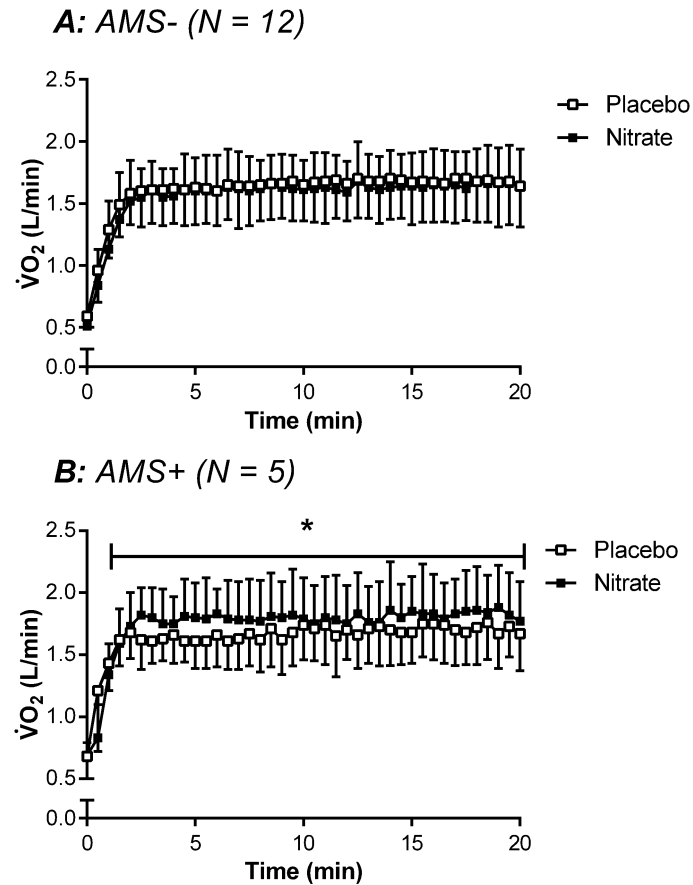 A: AMS- (N = 12)
2.5
2.0
1.5
1.0
0.5
0.0
V̇O2 (L/min)
Placebo
Nitrate
0 5 10 15 20
Time (min)
B: AMS+ (N = 5)
*
2.5
2.0
1.5
1.0
0.5
0.0
V̇O2 (L/min)
Placebo
Nitrate
0 5 10 15 20
Time (min)